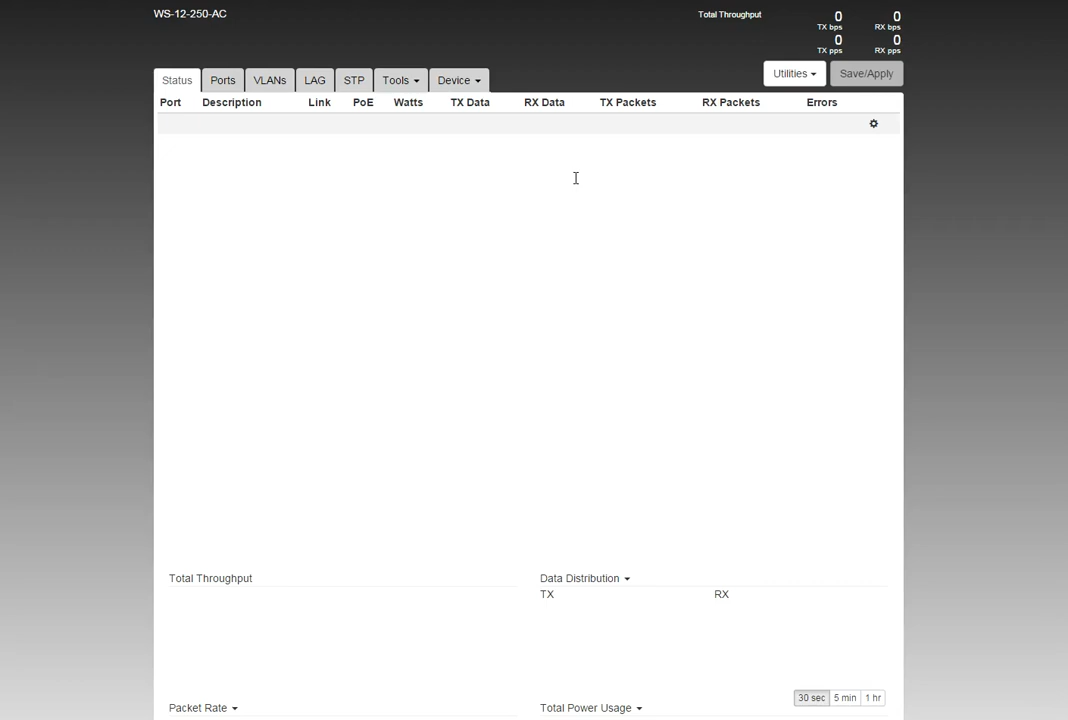 WS-12-250-AC
Total Throughput
0 0
TX bps RX bps
0 0
TX pps RX pps
Status Ports VLANs LAG STP Tools Device Utilities Save/Apply
Port Description Link PoE Watts TX Data RX Data TX Packets RX Packets Errors
Total Throughput Data Distribution
TX RX
30 sec 5 min 1 hr
Packet Rate Total Power Usage